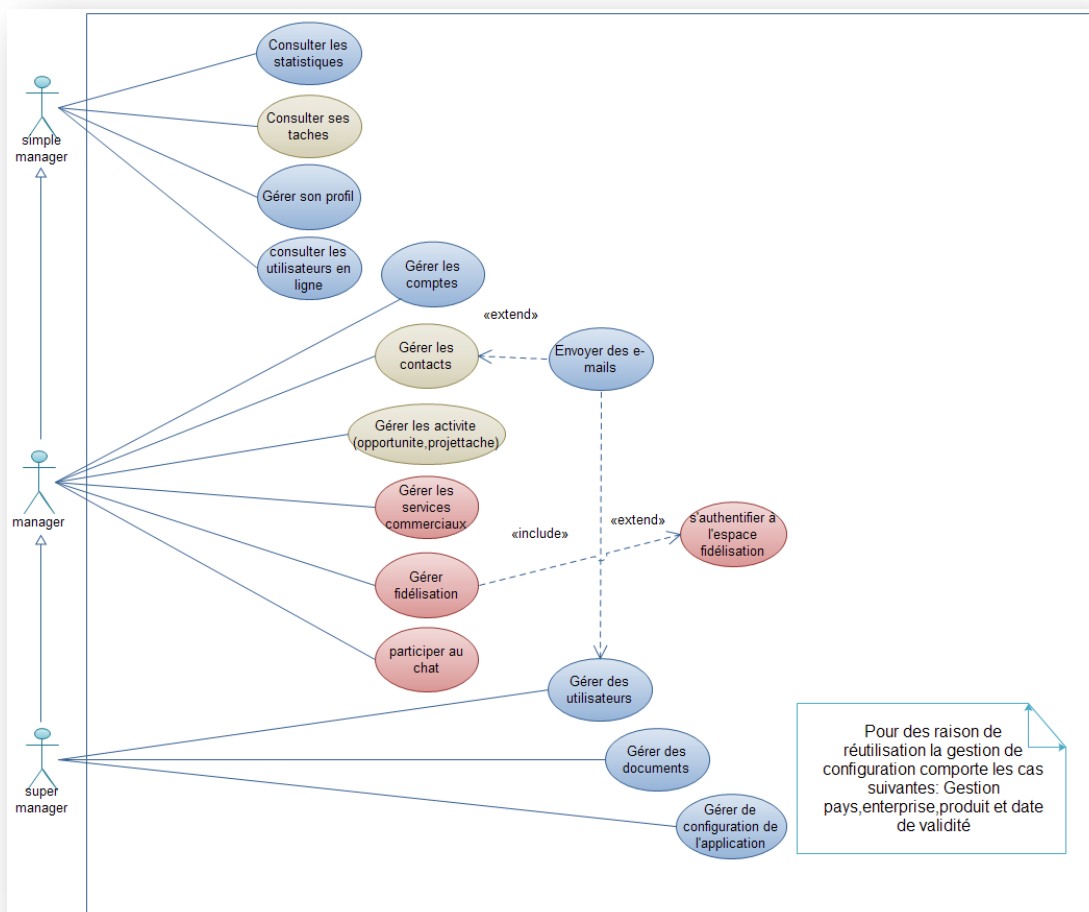 Consulter les
statistiques
simple
manager
Consulter ses
taches
Gérer son profil
consulter les
utilisateurs en
ligne
Gérer les
comptes
«extend»
Gérer les
contacts
Envoyer des e-
mails
Gérer les activite
(opportunite,projettache)
manager
Gérer les
services
commerciaux
«include»
«extend»
s'authentifier à
l'espace
fidélisation
Gérer
fidélisation
participer au
chat
Gérer des
utilisateurs
super
manager
Gérer des
documents
Gérer de
configuration de
l'application
Pour des raison de
réutilisation la gestion de
configuration comporte les cas
suivantes: Gestion
pays,enterprise,produit et date
de validité